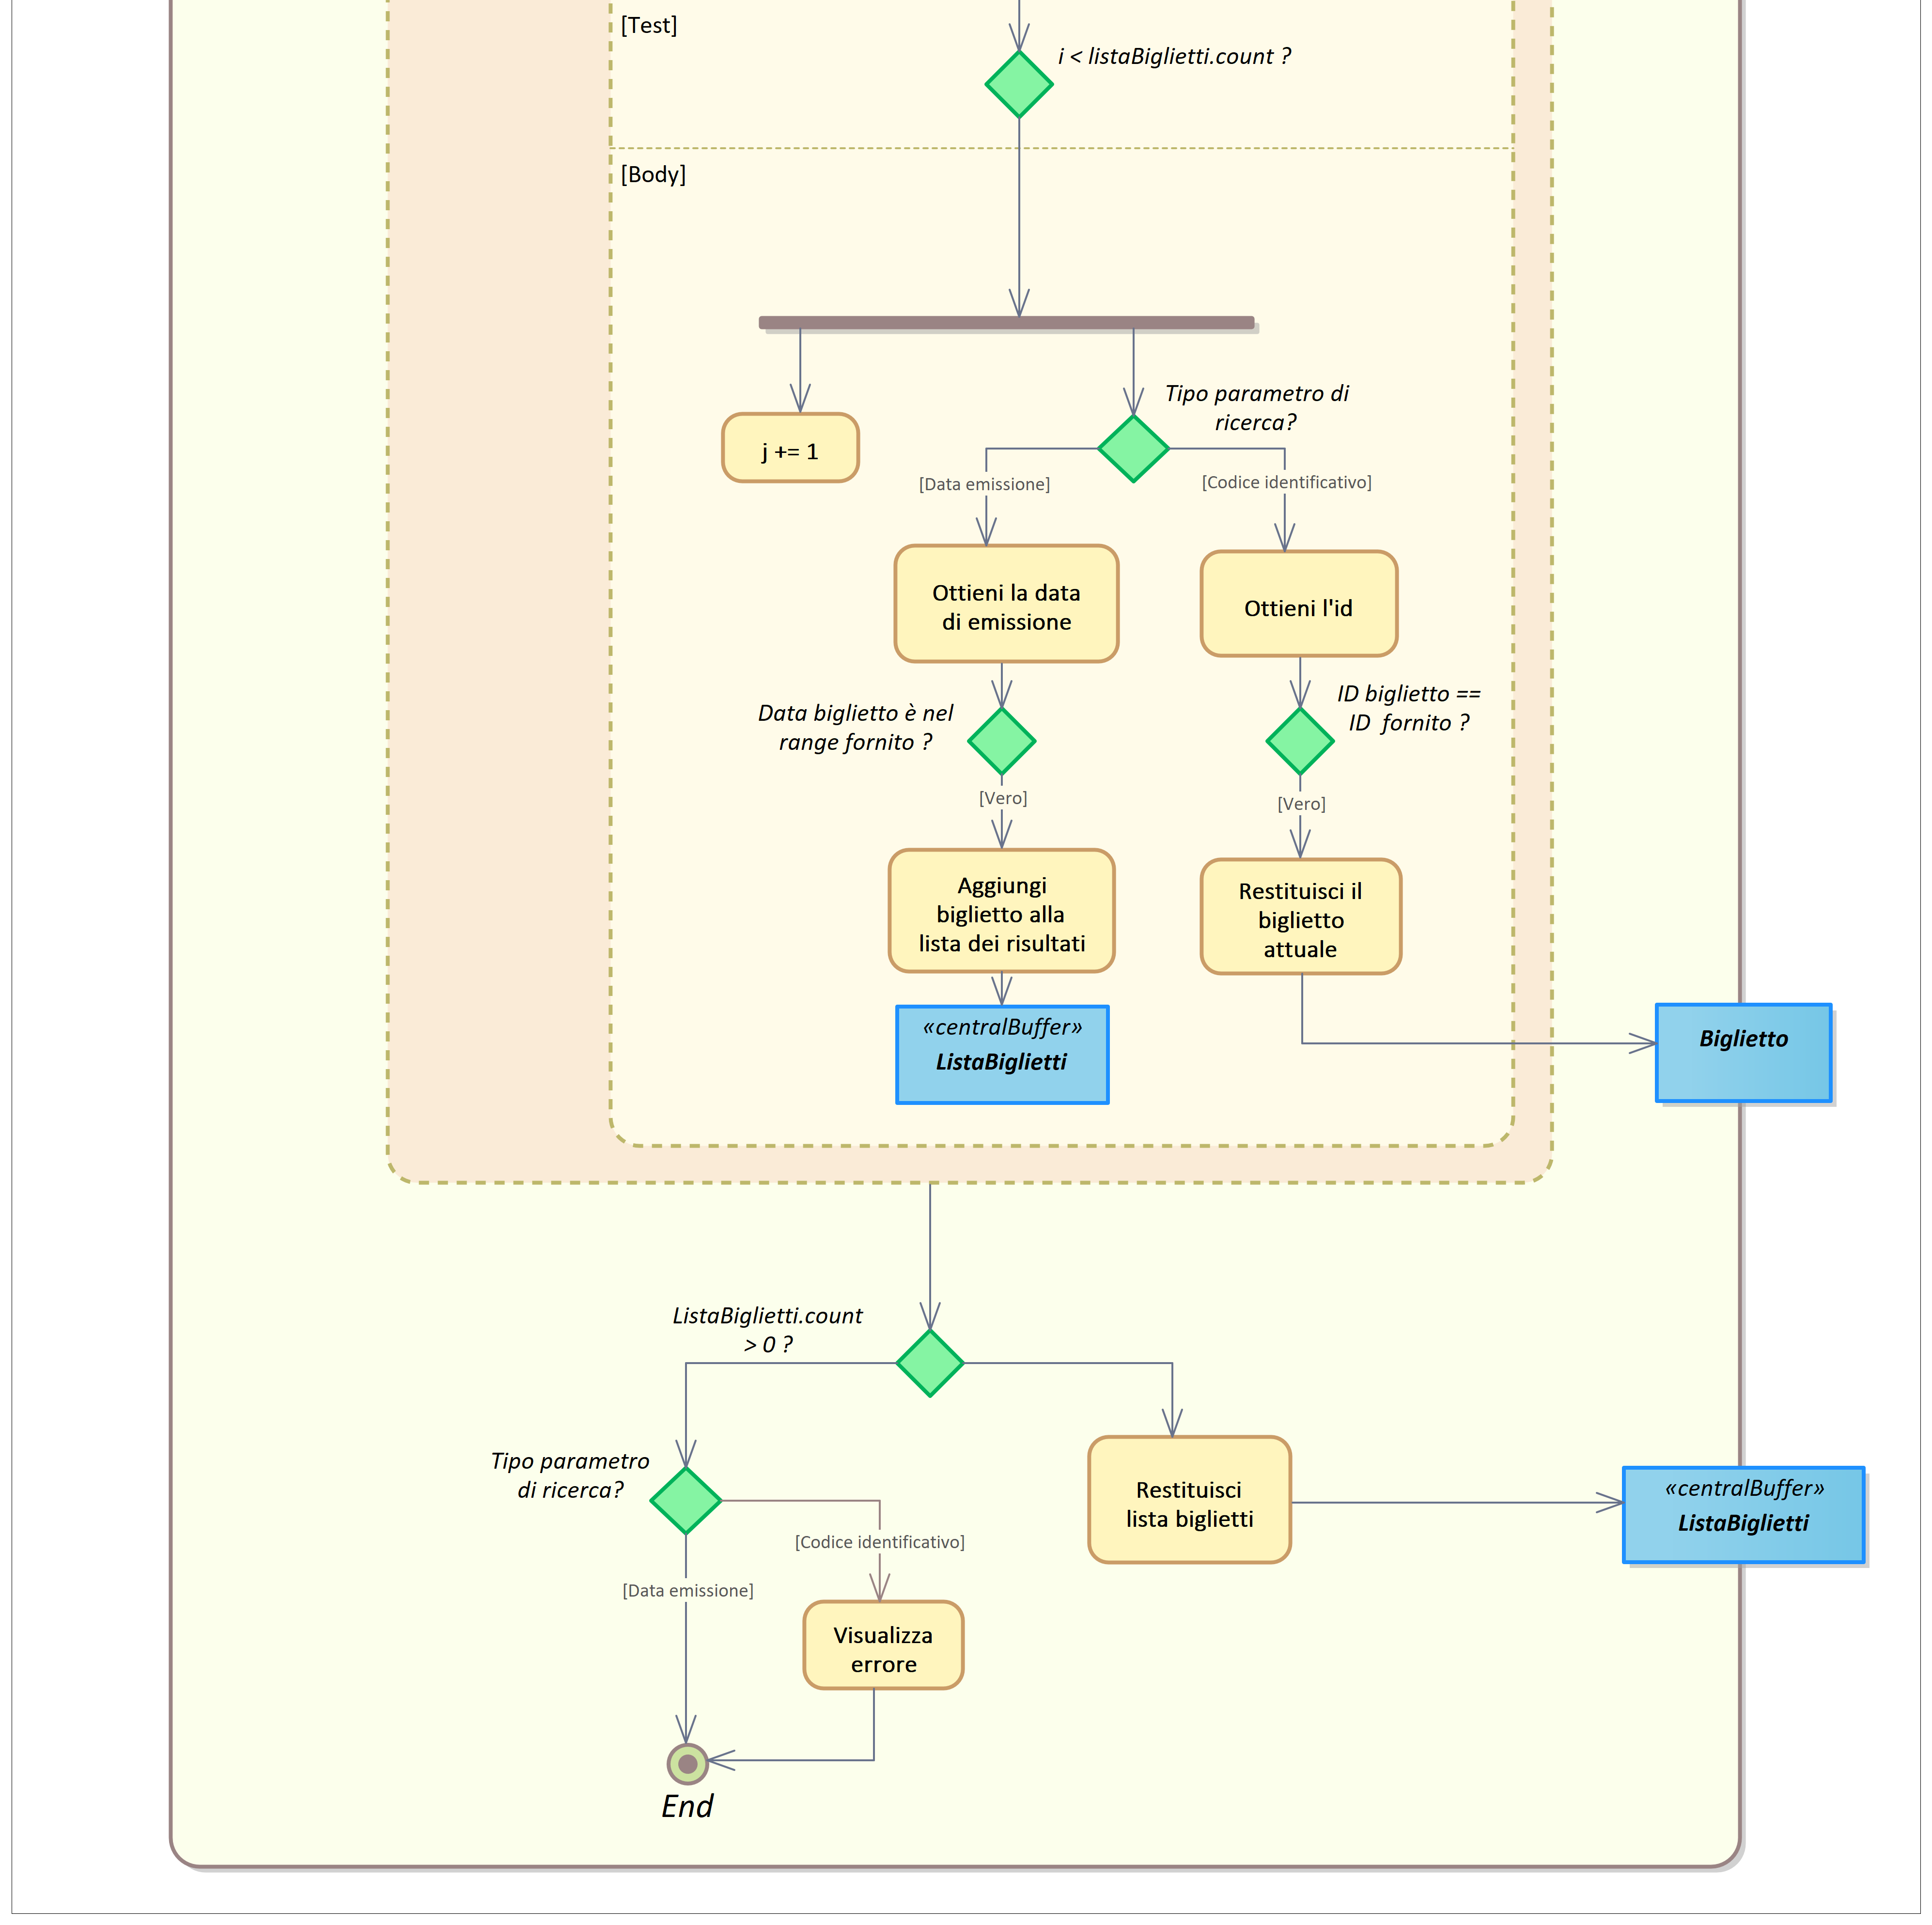 [Test]
i < listaBiglietti.count ?
[Body]
j += 1
Tipo parametro di
ricerca?
[Data emissione]
[Codice identificativo]
Ottieni la data
di emissione
Ottieni l'id
Data biglietto è nel
range fornito ?
ID biglietto ==
ID  fornito ?
[Vero]
[Vero]
Aggiungi
biglietto alla
lista dei risultati
Restituisci il
biglietto
attuale
«centralBuffer»
ListaBiglietti
Biglietto
ListaBiglietti.count
> 0 ?
Tipo parametro
di ricerca?
Restituisci
lista biglietti
«centralBuffer»
ListaBiglietti
[Codice identificativo]
[Data emissione]
Visualizza
errore
End